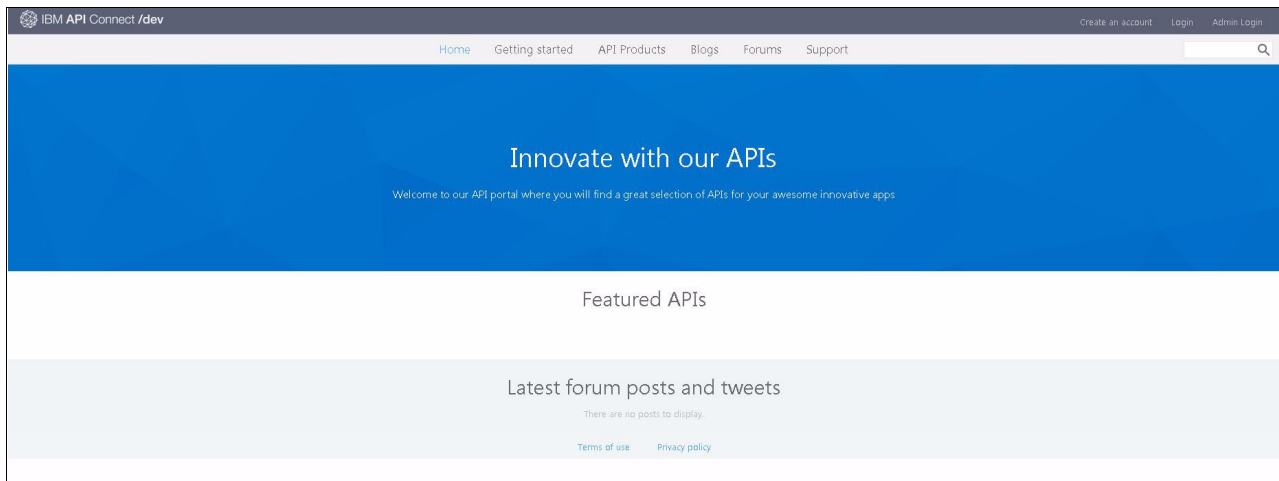 IBM API Connect /dev
Create an account Login Admin Login
Home Getting started API Products Blogs Forums Support
Innovate with our APIs
Welcome to our API portal where you will find a great selection of APIs for your awesome innovative apps
Featured APIs
Latest forum posts and tweets
There are no posts to display.
Terms of use Privacy policy